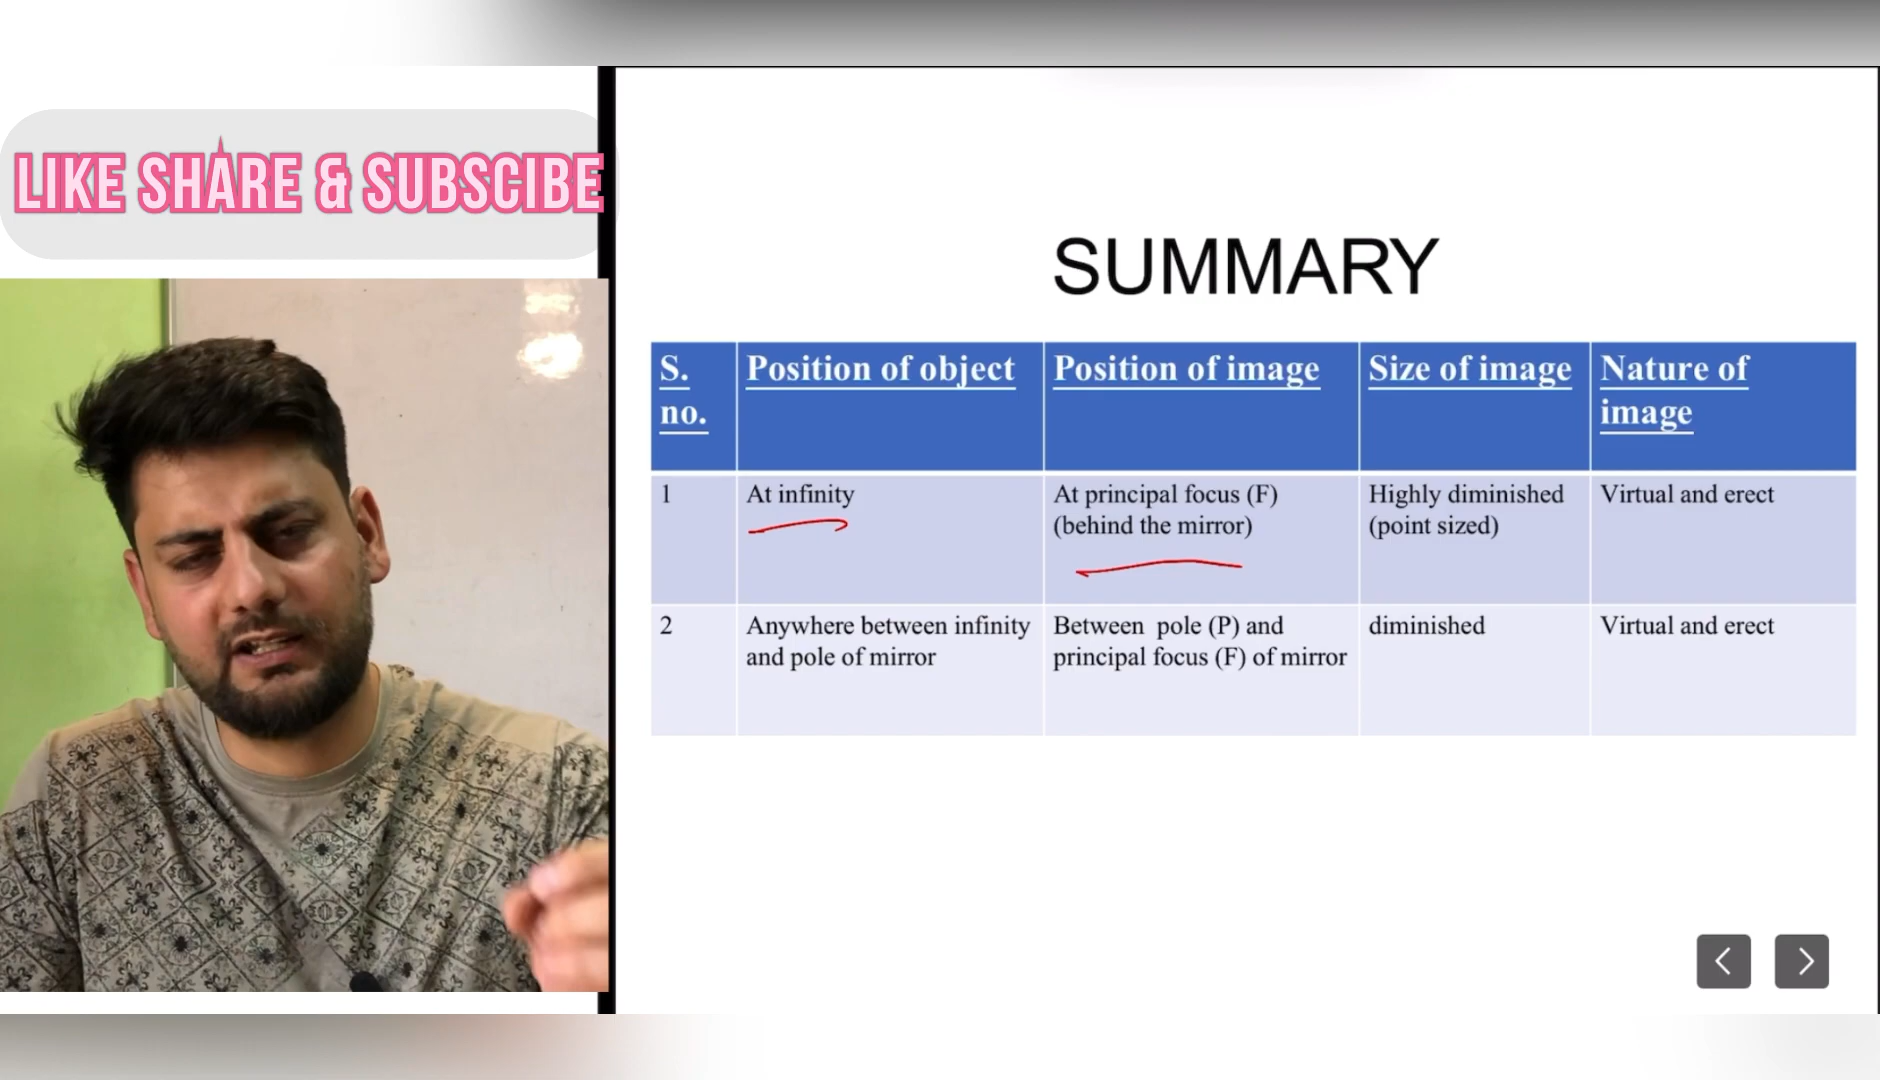 LIKE SHARE & SUBSCIBE
SUMMARY
S. no. Position of object Position of image Size of image Nature of image
1 At infinity At principal focus (F) (behind the mirror) Highly diminished (point sized) Virtual and erect
2 Anywhere between infinity and pole of mirror Between pole (P) and principal focus (F) of mirror diminished Virtual and erect